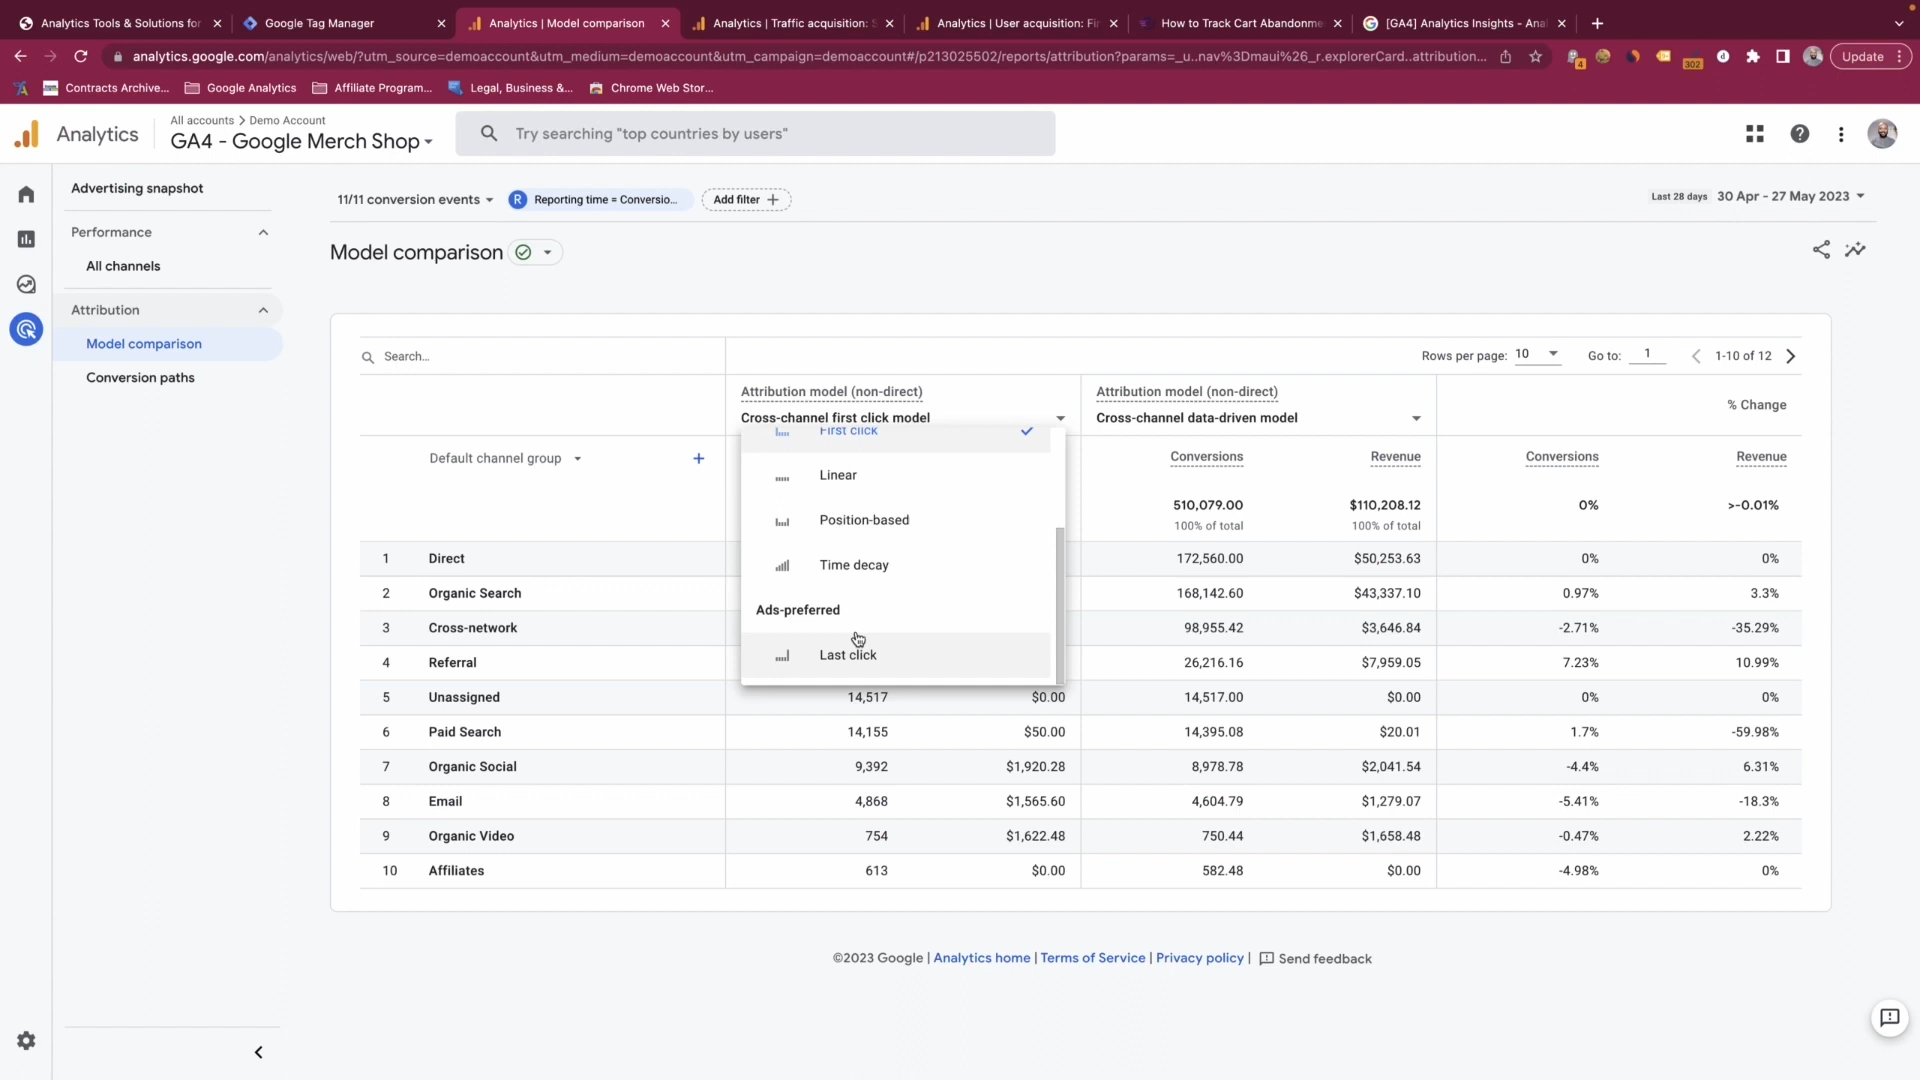 Analytics Tools & Solutions for
Google Tag Manager
Analytics | Model comparison
Analytics | Traffic acquisition: S
Analytics | User acquisition: Fir
How to Track Cart Abandonme
[GA4] Analytics Insights - Anal
analytics.google.com/analytics/web/?utm_source=demoaccount&utm_medium=demoaccount&utm_campaign=demoaccount#/p213025502/reports/attribution?params=_u..nav%3Dmaui%26_r.explorerCard..attribution...
4
302
Update
Contracts Archive...
Google Analytics
Affiliate Program...
Legal, Business &...
Chrome Web Stor...
Analytics
All accounts > Demo Account
GA4 - Google Merch Shop
Try searching "top countries by users"
Advertising snapshot
Performance
All channels
Attribution
Model comparison
Conversion paths
11/11 conversion events
R Reporting time = Conversio...
Add filter +
Last 28 days 30 Apr - 27 May 2023
Model comparison
Search...
Rows per page: 10 Go to: 1 1-10 of 12
Attribution model (non-direct)
Cross-channel first click model
Attribution model (non-direct)
Cross-channel data-driven model
% Change
Default channel group
Conversions Revenue Conversions Revenue
510,079.00 $110,208.12 0% >-0.01%
100% of total 100% of total
First click
Linear
Position-based
Time decay
Ads-preferred
Last click
1 Direct 172,560.00 $50,253.63 0% 0%
2 Organic Search 168,142.60 $43,337.10 0.97% 3.3%
3 Cross-network 98,955.42 $3,646.84 -2.71% -35.29%
4 Referral 26,216.16 $7,959.05 7.23% 10.99%
5 Unassigned 14,517 $0.00 14,517.00 $0.00 0% 0%
6 Paid Search 14,155 $50.00 14,395.08 $20.01 1.7% -59.98%
7 Organic Social 9,392 $1,920.28 8,978.78 $2,041.54 -4.4% 6.31%
8 Email 4,868 $1,565.60 4,604.79 $1,279.07 -5.41% -18.3%
9 Organic Video 754 $1,622.48 750.44 $1,658.48 -0.47% 2.22%
10 Affiliates 613 $0.00 582.48 $0.00 -4.98% 0%
©2023 Google | Analytics home | Terms of Service | Privacy policy | Send feedback